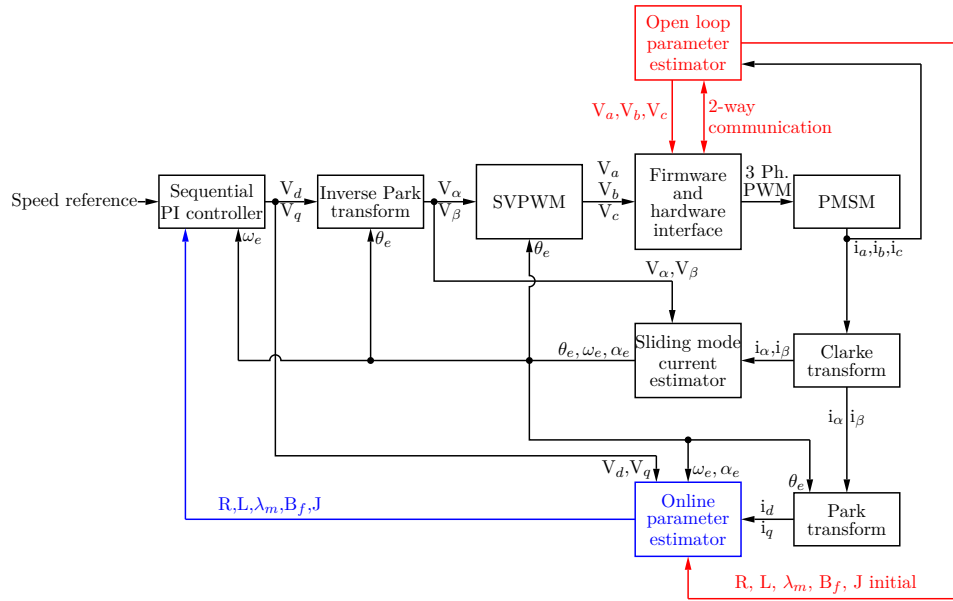 Open loop
parameter
estimator
V_a,V_b,V_c
2-way
communication
Speed reference
Sequential
PI controller
V_d
V_q
Inverse Park
transform
V_α
V_β
SVPWM
V_a
V_b
V_c
Firmware
and
hardware
interface
3 Ph.
PWM
PMSM
ω_e
θ_e
θ_e
i_a,i_b,i_c
V_α,V_β
θ_e, ω_e, α_e
Sliding mode
current
estimator
i_α,i_β
Clarke
transform
i_α i_β
V_d,V_q
ω_e, α_e
θ_e
R,L,λ_m,B_f,J
Online
parameter
estimator
i_d
i_q
Park
transform
R, L, λ_m, B_f, J initial